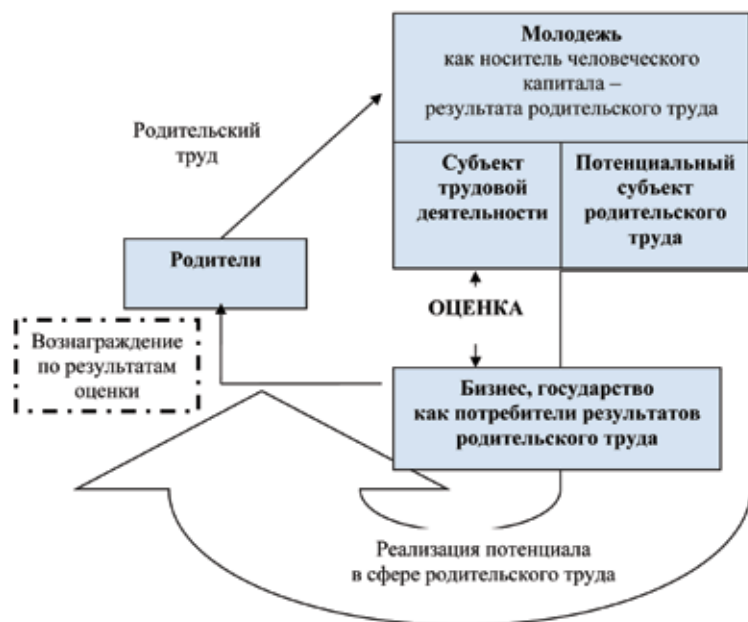 Молодежь
как носитель человеческого
капитала –
результата родительского труда
Родительский
труд
Субъект
трудовой
деятельности
Потенциальный
субъект
родительского
труда
Родители
ОЦЕНКА
Вознаграждение
по результатам
оценки
Бизнес, государство
как потребители результатов
родительского труда
Реализация потенциала
в сфере родительского труда